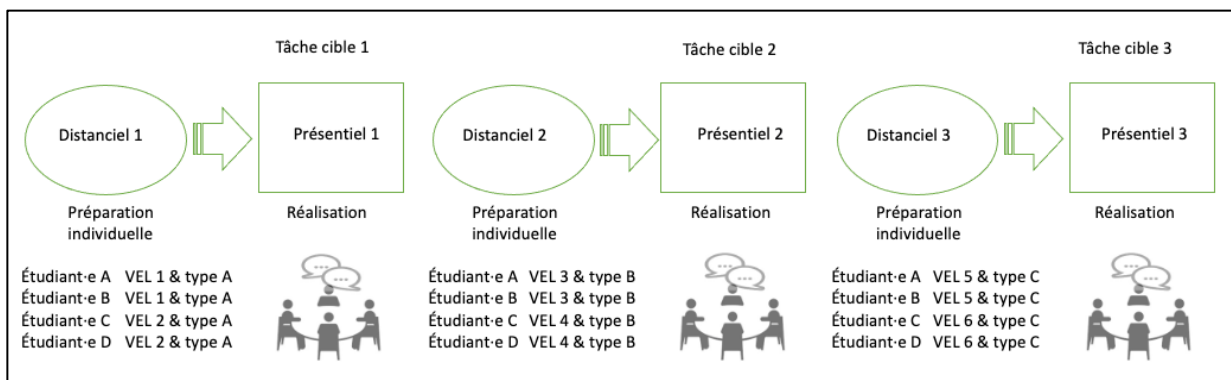 Tâche cible 1
Distanciel 1
Présentiel 1
Préparation
individuelle
Réalisation
Étudiant·e A VEL 1 & type A
Étudiant·e B VEL 1 & type A
Étudiant·e C VEL 2 & type A
Étudiant·e D VEL 2 & type A
Tâche cible 2
Distanciel 2
Présentiel 2
Préparation
individuelle
Réalisation
Étudiant·e A VEL 3 & type B
Étudiant·e B VEL 3 & type B
Étudiant·e C VEL 4 & type B
Étudiant·e D VEL 4 & type B
Tâche cible 3
Distanciel 3
Présentiel 3
Préparation
individuelle
Réalisation
Étudiant·e A VEL 5 & type C
Étudiant·e B VEL 5 & type C
Étudiant·e C VEL 6 & type C
Étudiant·e D VEL 6 & type C